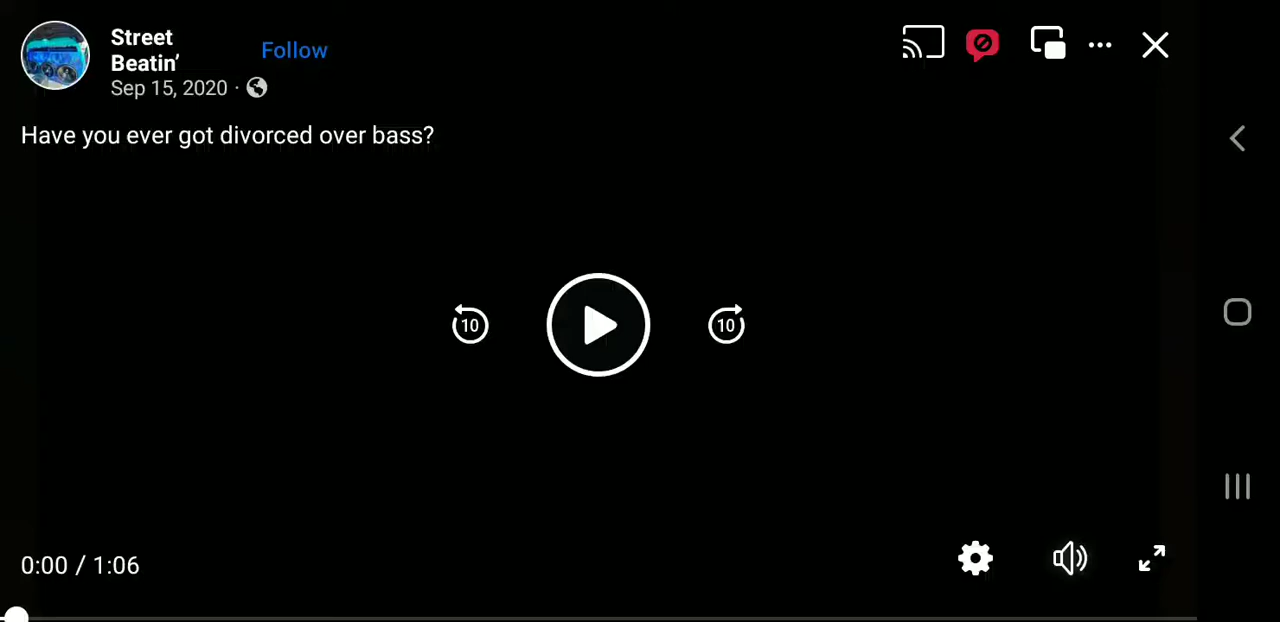 Street
Beatin’
Follow
Sep 15, 2020 ·
Have you ever got divorced over bass?
10
10
0:00 / 1:06